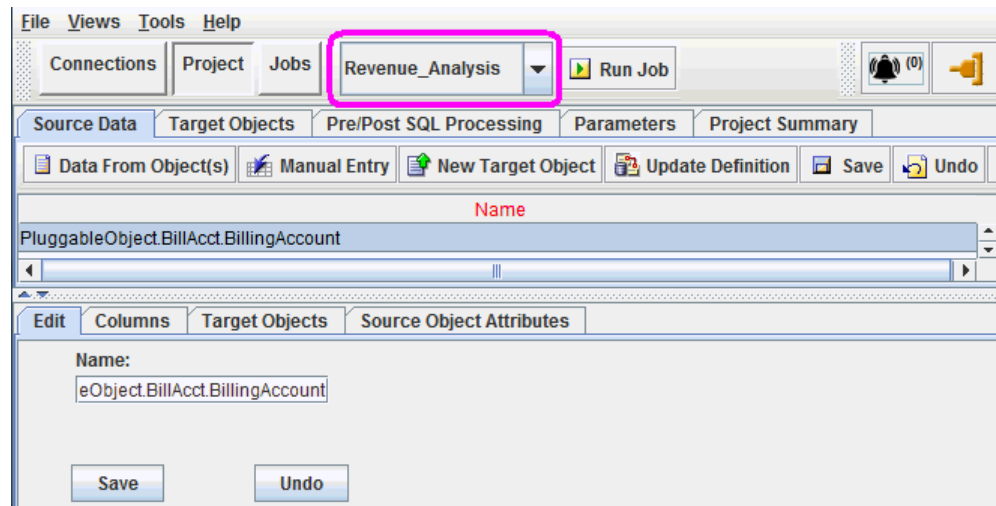 File Views Tools Help
Connections Project Jobs Revenue_Analysis Run Job (0)
Source Data Target Objects Pre/Post SQL Processing Parameters Project Summary
Data From Object(s) Manual Entry New Target Object Update Definition Save Undo
Name
PluggableObject.BillAcct.BillingAccount
Edit Columns Target Objects Source Object Attributes
Name:
eObject.BillAcct.BillingAccount
Save Undo